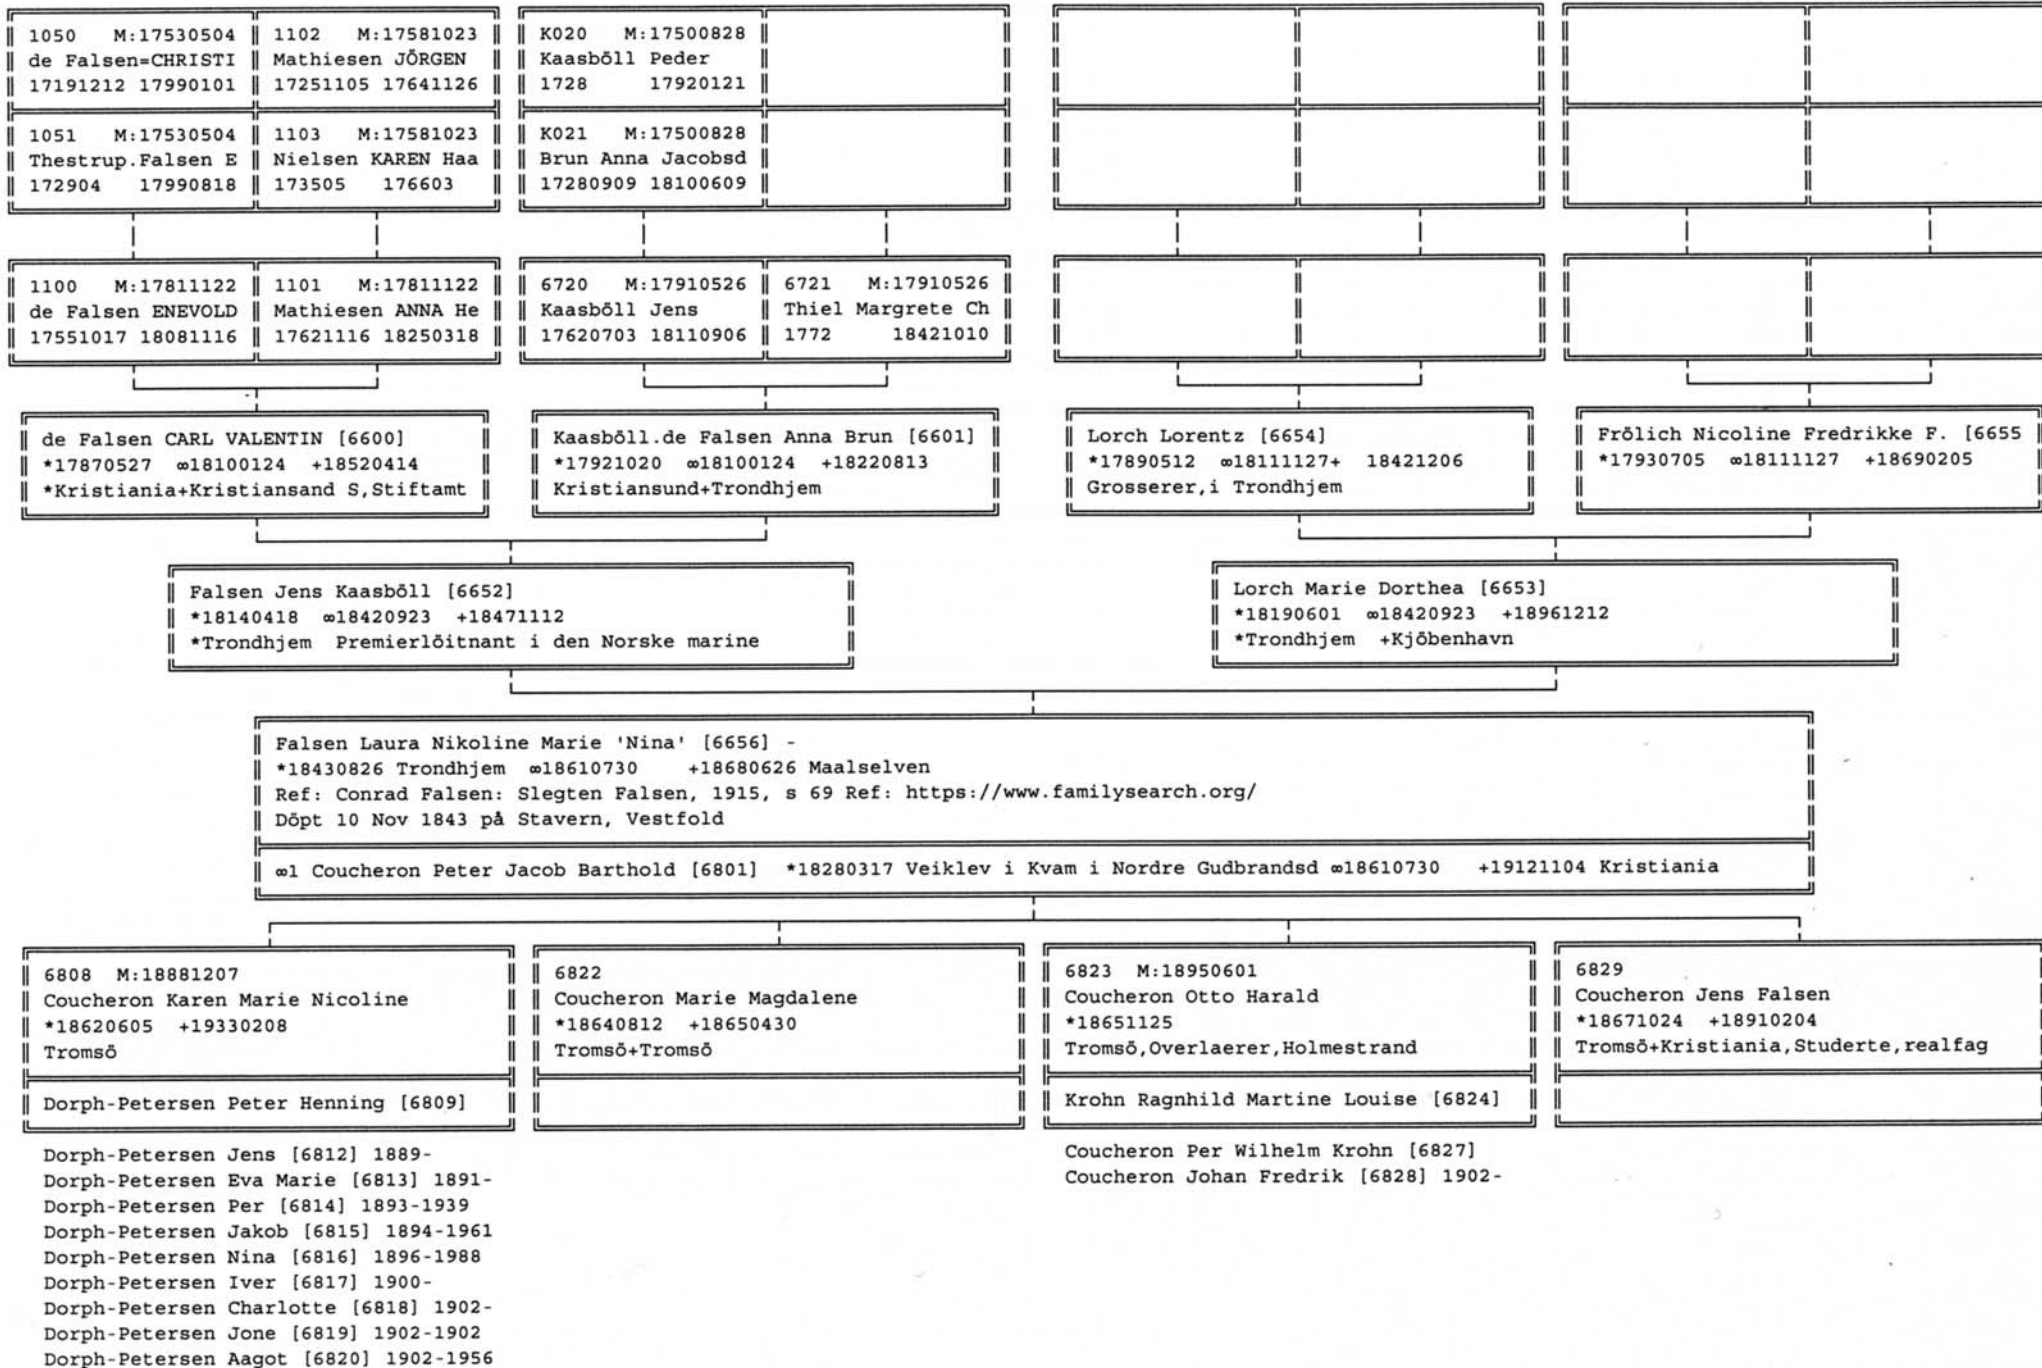 1050   M:17530504
de Falsen=CHRISTI
17191212 17990101
1102   M:17581023
Mathiesen JÖRGEN
17251105 17641126
K020   M:17500828
Kaasböll Peder
1728     17920121
1051   M:17530504
Thestrup.Falsen E
172904   17990818
1103   M:17581023
Nielsen KAREN Haa
173505   176603
K021   M:17500828
Brun Anna Jacobsd
17280909 18100609
1100   M:17811122
de Falsen ENEVOLD
17551017 18081116
1101   M:17811122
Mathiesen ANNA He
17621116 18250318
6720   M:17910526
Kaasböll Jens
17620703 18110906
6721   M:17910526
Thiel Margrete Ch
1772     18421010
de Falsen CARL VALENTIN [6600]
*17870527  ∞18100124  +18520414
*Kristiania+Kristiansand S,Stiftamt
Kaasböll.de Falsen Anna Brun [6601]
*17921020  ∞18100124  +18220813
Kristiansund+Trondhjem
Lorch Lorentz [6654]
*17890512  ∞18111127+  18421206
Grosserer,i Trondhjem
Frölich Nicoline Fredrikke F. [6655
*17930705  ∞18111127  +18690205
Falsen Jens Kaasböll [6652]
*18140418  ∞18420923  +18471112
*Trondhjem  Premierlöitnant i den Norske marine
Lorch Marie Dorthea [6653]
*18190601  ∞18420923  +18961212
*Trondhjem  +Kjöbenhavn
Falsen Laura Nikoline Marie 'Nina' [6656] -
*18430826 Trondhjem  ∞18610730    +18680626 Maalselven
Ref: Conrad Falsen: Slegten Falsen, 1915, s 69 Ref: https://www.familysearch.org/
Döpt 10 Nov 1843 på Stavern, Vestfold
∞1 Coucheron Peter Jacob Barthold [6801]  *18280317 Veiklev i Kvam i Nordre Gudbrandsd ∞18610730   +19121104 Kristiania
6808  M:18881207
Coucheron Karen Marie Nicoline
*18620605  +19330208
Tromsö
Dorph-Petersen Peter Henning [6809]
Dorph-Petersen Jens [6812] 1889-
Dorph-Petersen Eva Marie [6813] 1891-
Dorph-Petersen Per [6814] 1893-1939
Dorph-Petersen Jakob [6815] 1894-1961
Dorph-Petersen Nina [6816] 1896-1988
Dorph-Petersen Iver [6817] 1900-
Dorph-Petersen Charlotte [6818] 1902-
Dorph-Petersen Jone [6819] 1902-1902
Dorph-Petersen Aagot [6820] 1902-1956
6822
Coucheron Marie Magdalene
*18640812  +18650430
Tromsö+Tromsö
6823  M:18950601
Coucheron Otto Harald
*18651125
Tromsö,Overlaerer,Holmestrand
Krohn Ragnhild Martine Louise [6824]
Coucheron Per Wilhelm Krohn [6827]
Coucheron Johan Fredrik [6828] 1902-
6829
Coucheron Jens Falsen
*18671024  +18910204
Tromsö+Kristiania,Studerte,realfag